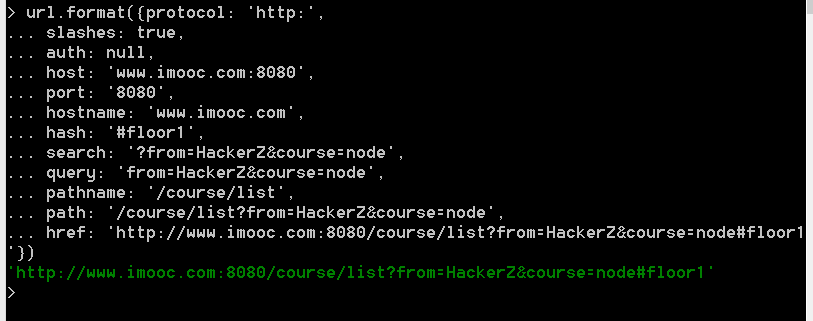 > url.format({protocol: 'http:',
... slashes: true,
... auth: null,
... host: 'www.imooc.com:8080',
... port: '8080',
... hostname: 'www.imooc.com',
... hash: '#floor1',
... search: '?from=HackerZ&course=node',
... query: 'from=HackerZ&course=node',
... pathname: '/course/list',
... path: '/course/list?from=HackerZ&course=node',
... href: 'http://www.imooc.com:8080/course/list?from=HackerZ&course=node#floor1
'})
'http://www.imooc.com:8080/course/list?from=HackerZ&course=node#floor1'
>